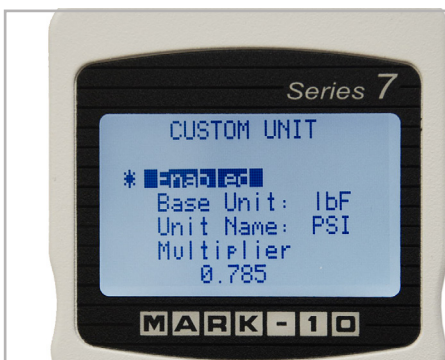 Series 7
CUSTOM UNIT
* Enabled
Base Unit: lbF
Unit Name: PSI
Multiplier
0.785
MARK-10